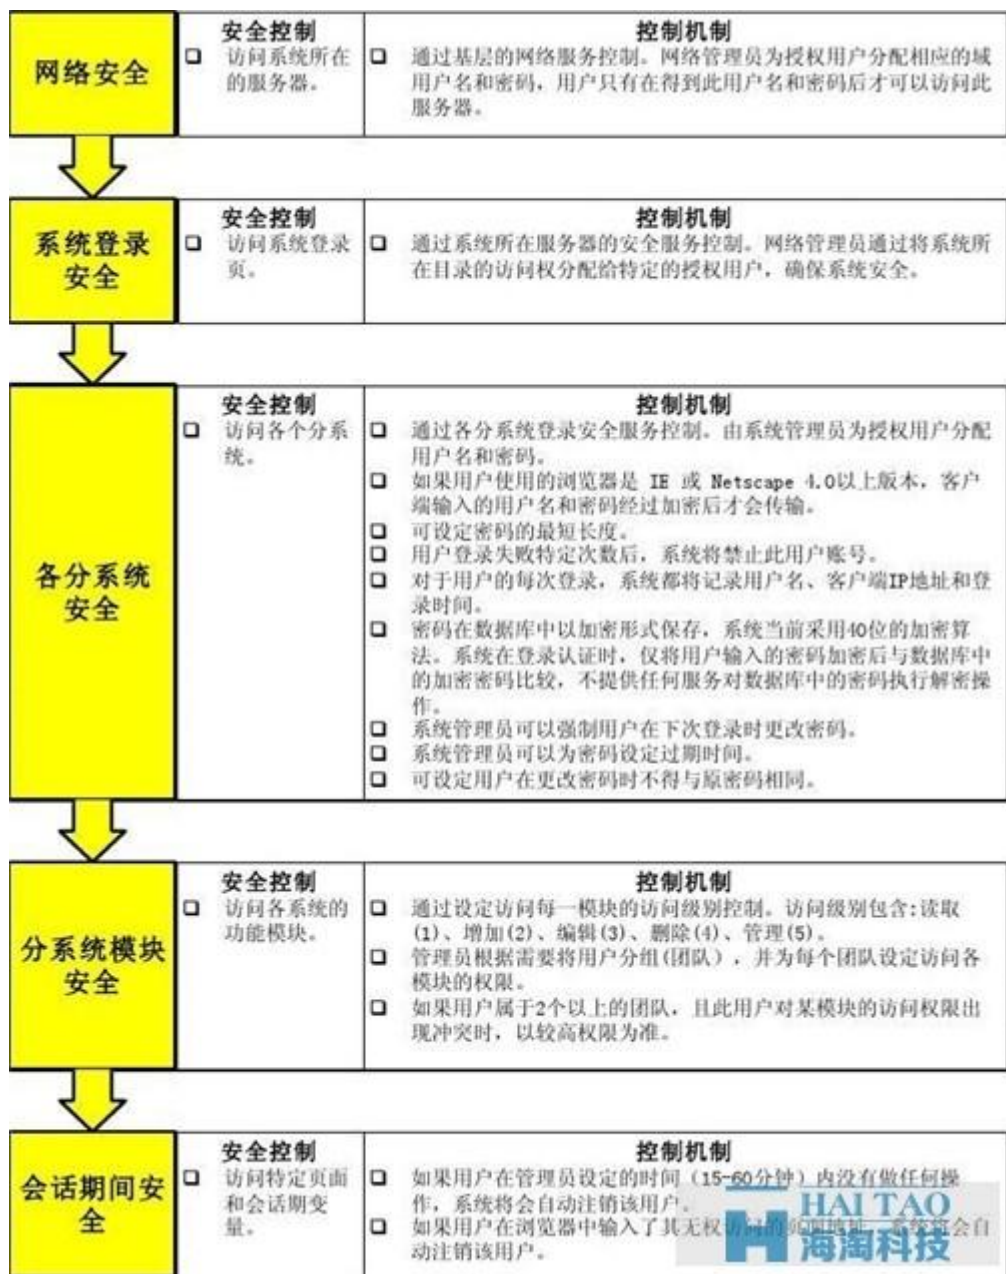 网络安全
安全控制
❑ 访问系统所在
的服务器。
控制机制
❑ 通过基层的网络服务控制。网络管理员为授权用户分配相应的域
用户名和密码，用户只有在得到此用户名和密码后才可以访问此
服务器。
系统登录
安全
安全控制
❑ 访问系统登录
页。
控制机制
❑ 通过系统所在服务器的安全服务控制。网络管理员通过将系统所
在目录的访问权分配给特定的授权用户，确保系统安全。
各分系统
安全
安全控制
❑ 访问各个分系
统。
控制机制
❑ 通过各分系统登录安全服务控制。由系统管理员为授权用户分配
用户名和密码。
❑ 如果用户使用的浏览器是 IE 或 Netscape 4.0以上版本，客户
端输入的用户名和密码经过加密后才会传输。
❑ 可设定密码的最短长度。
❑ 用户登录失败特定次数后，系统将禁止此用户账号。
❑ 对于用户的每次登录，系统都将记录用户名、客户端IP地址和登
录时间。
❑ 密码在数据库中以加密形式保存，系统当前采用40位的加密算
法。系统在登录认证时，仅将用户输入的密码加密后与数据库中
的加密密码比较，不提供任何服务对数据库中的密码执行解密操
作。
❑ 系统管理员可以强制用户在下次登录时更改密码。
❑ 系统管理员可以为密码设定过期时间。
❑ 可设定用户在更改密码时不得与原密码相同。
分系统模块
安全
安全控制
❑ 访问各系统的
功能模块。
控制机制
❑ 通过设定访问每一模块的访问级别控制。访问级别包含:读取
(1)、增加(2)、编辑(3)、删除(4)、管理(5)。
❑ 管理员根据需要将用户分组(团队），并为每个团队设定访问各
模块的权限。
❑ 如果用户属于2个以上的团队，且此用户对某模块的访问权限出
现冲突时，以较高权限为准。
会话期间安
全
安全控制
❑ 访问特定页面
和会话期变
量。
控制机制
❑ 如果用户在管理员设定的时间（15-60分钟）内没有做任何操
作，系统将会自动注销该用户。
❑ 如果用户在浏览器中输入了其无权访问的页面地址，系统将会自
动注销该用户。
HAI TAO
海淘科技